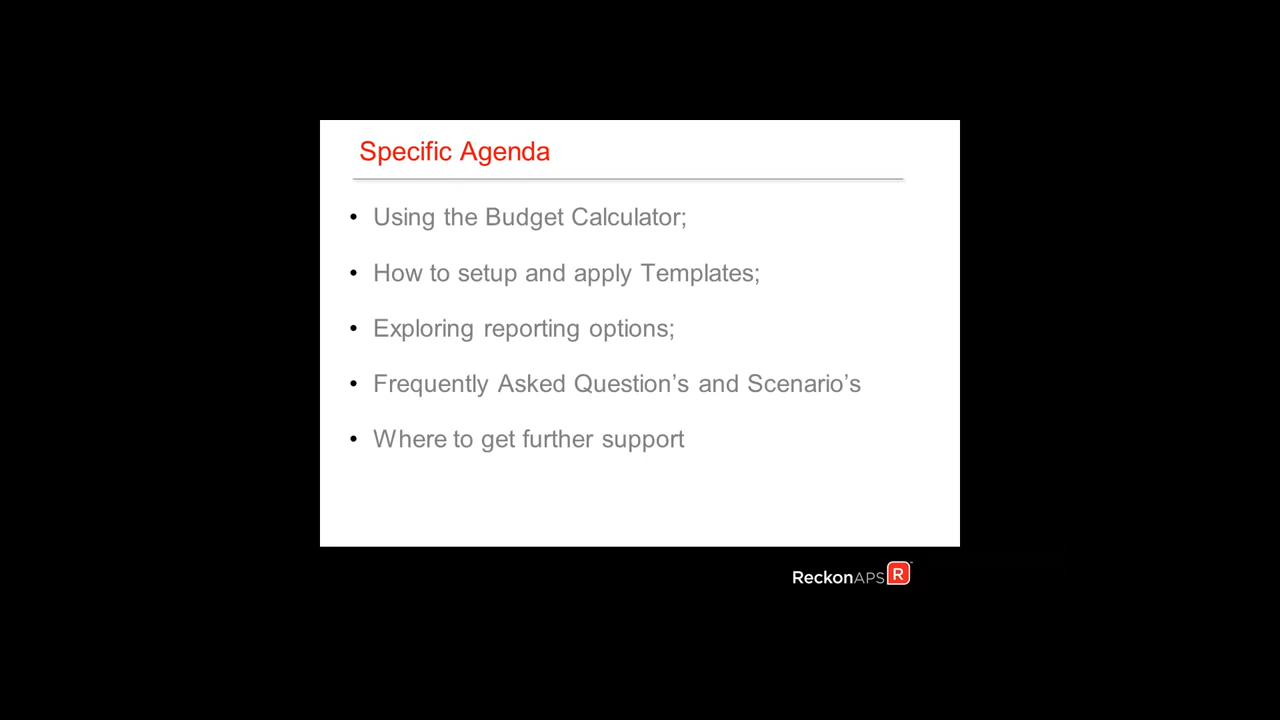 Specific Agenda
• Using the Budget Calculator;
• How to setup and apply Templates;
• Exploring reporting options;
• Frequently Asked Question’s and Scenario’s
• Where to get further support
ReckonAPS R